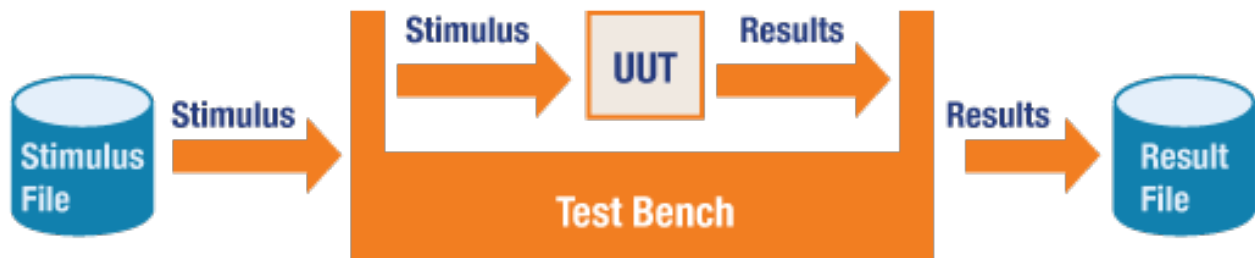 Stimulus
File
Stimulus
Stimulus
UUT
Results
Test Bench
Results
Result
File